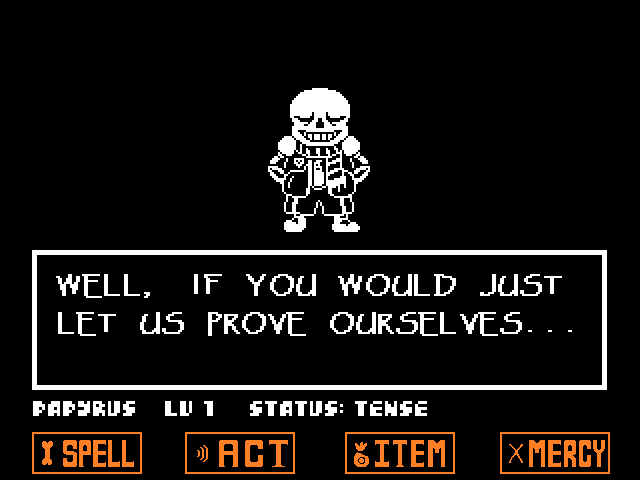 WELL, IF YOU WOULD JUST
LET US PROVE OURSELVES...
PAPYRUS LV 1 STATUS: TENSE
SPELL ACT ITEM MERCY